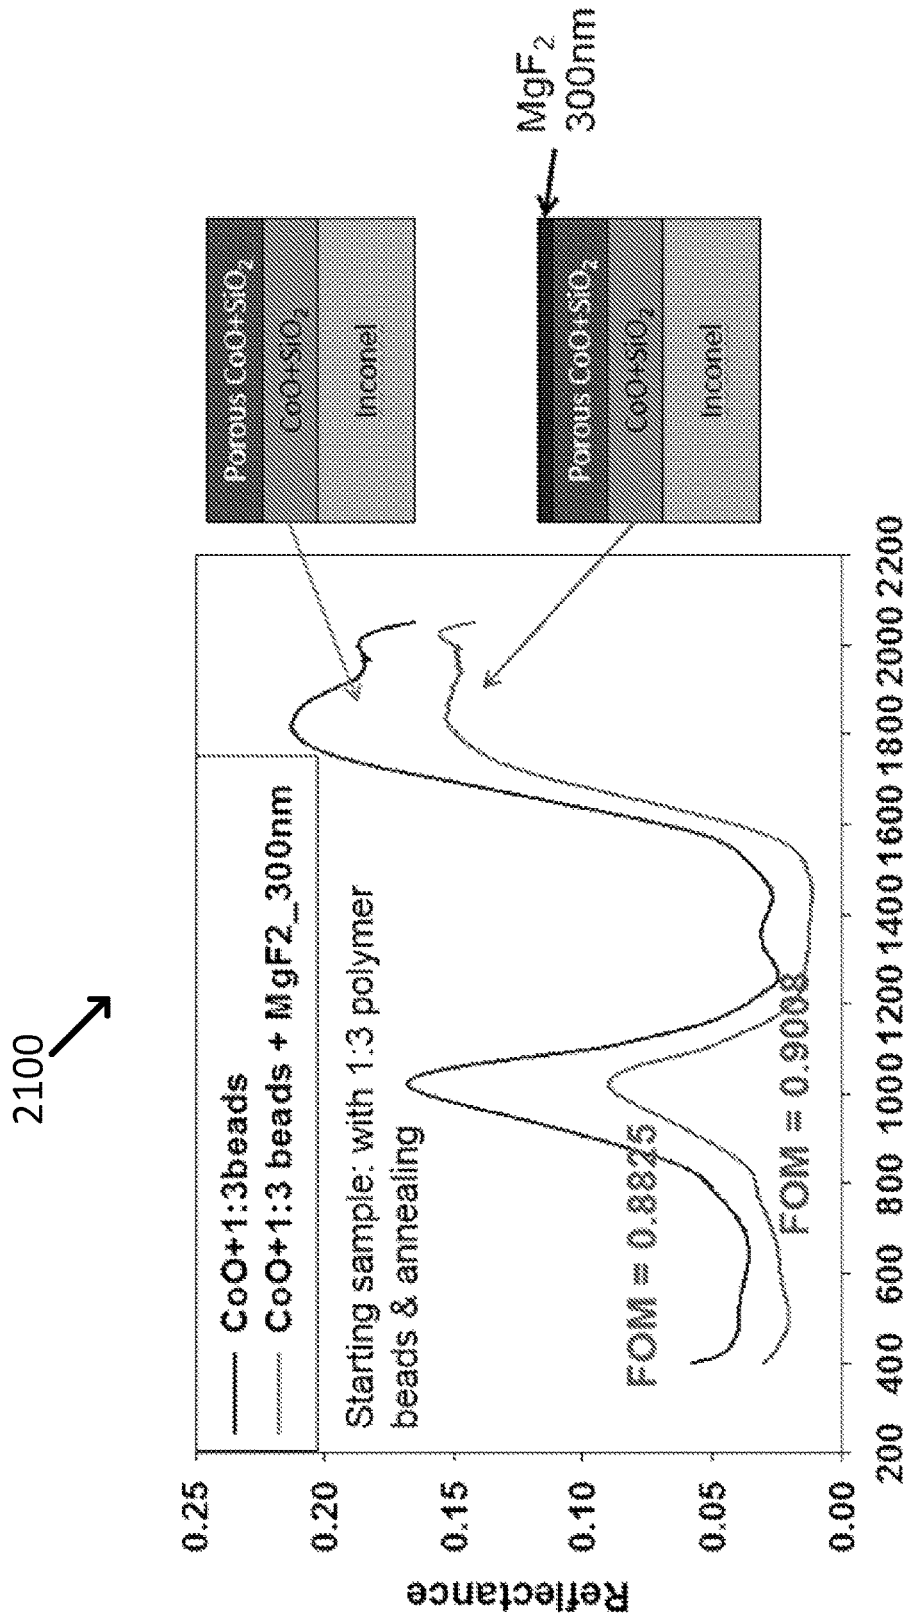 2100
CoO+1:3beads
CoO+1:3 beads + MgF2_300nm
Starting sample: with 1:3 polymer
beads & annealing
FOM = 0.8825
FOM = 0.9008
Reflectance
0.25
0.20
0.15
0.10
0.05
0.00
200 400 600 800 1000 1200 1400 1600 1800 2000 2200
Porous CoO+SiO₂
CoO+SiO₂
Inconel
MgF₂
300nm
Porous CoO+SiO₂
CoO+SiO₂
Inconel